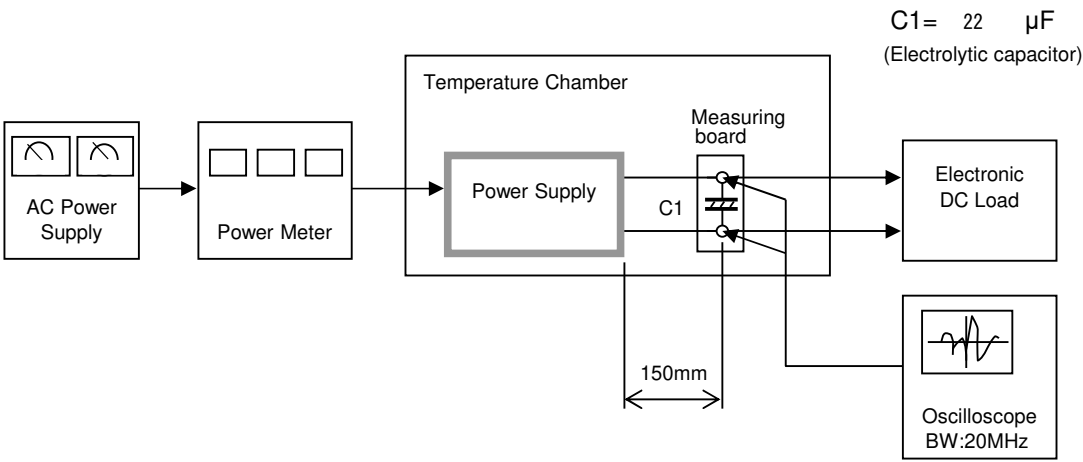 C1= 22 µF
(Electrolytic capacitor)
Temperature Chamber
Measuring
board
AC Power
Supply
Power Meter
Power Supply
C1
Electronic
DC Load
150mm
Oscilloscope
BW:20MHz